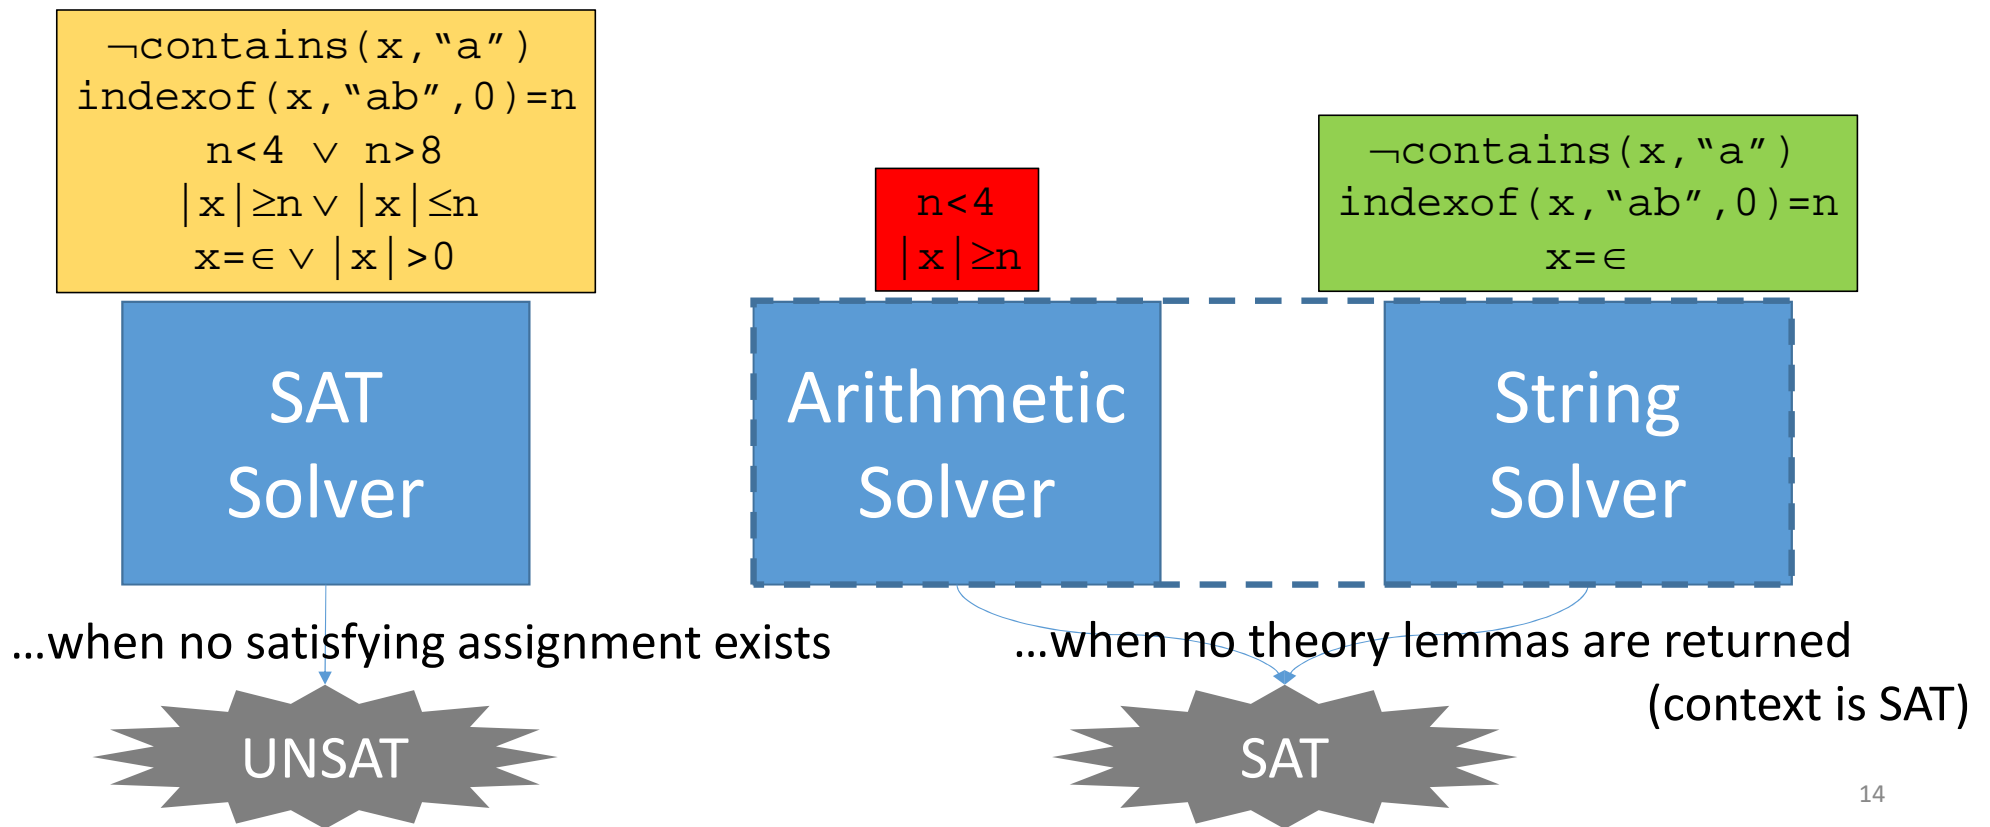 ¬contains(x,“a”)
indexof(x,“ab”,0)=n
n<4 ∨ n>8
|x|≥n ∨ |x|≤n
x=∈ ∨ |x|>0
n<4
|x|≥n
¬contains(x,“a”)
indexof(x,“ab”,0)=n
x=∈
SAT
Solver
Arithmetic
Solver
String
Solver
…when no satisfying assignment exists
…when no theory lemmas are returned
(context is SAT)
UNSAT
SAT
14